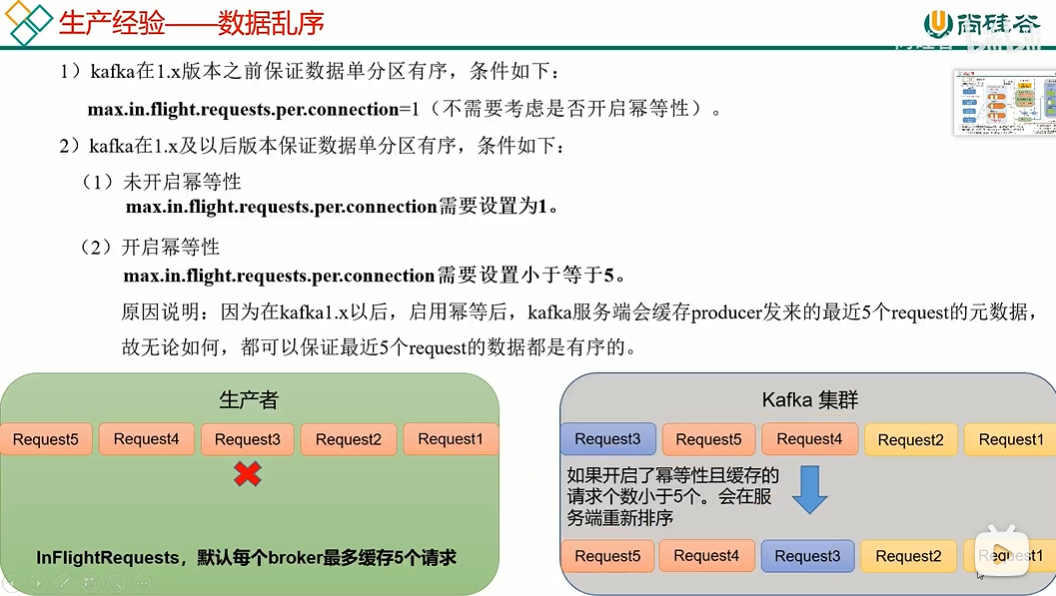 生产经验——数据乱序
尚硅谷
1）kafka在1.x版本之前保证数据单分区有序，条件如下：
max.in.flight.requests.per.connection=1（不需要考虑是否开启幂等性）。
2）kafka在1.x及以后版本保证数据单分区有序，条件如下：
（1）未开启幂等性
max.in.flight.requests.per.connection需要设置为1。
（2）开启幂等性
max.in.flight.requests.per.connection需要设置小于等于5。
原因说明：因为在kafka1.x以后，启用幂等后，kafka服务端会缓存producer发来的最近5个request的元数据，
故无论如何，都可以保证最近5个request的数据都是有序的。
生产者
Request5 Request4 Request3 Request2 Request1
InFlightRequests，默认每个broker最多缓存5个请求
Kafka 集群
Request3 Request5 Request4 Request2 Request1
如果开启了幂等性且缓存的
请求个数小于5个。会在服
务端重新排序
Request5 Request4 Request3 Request2 Request1